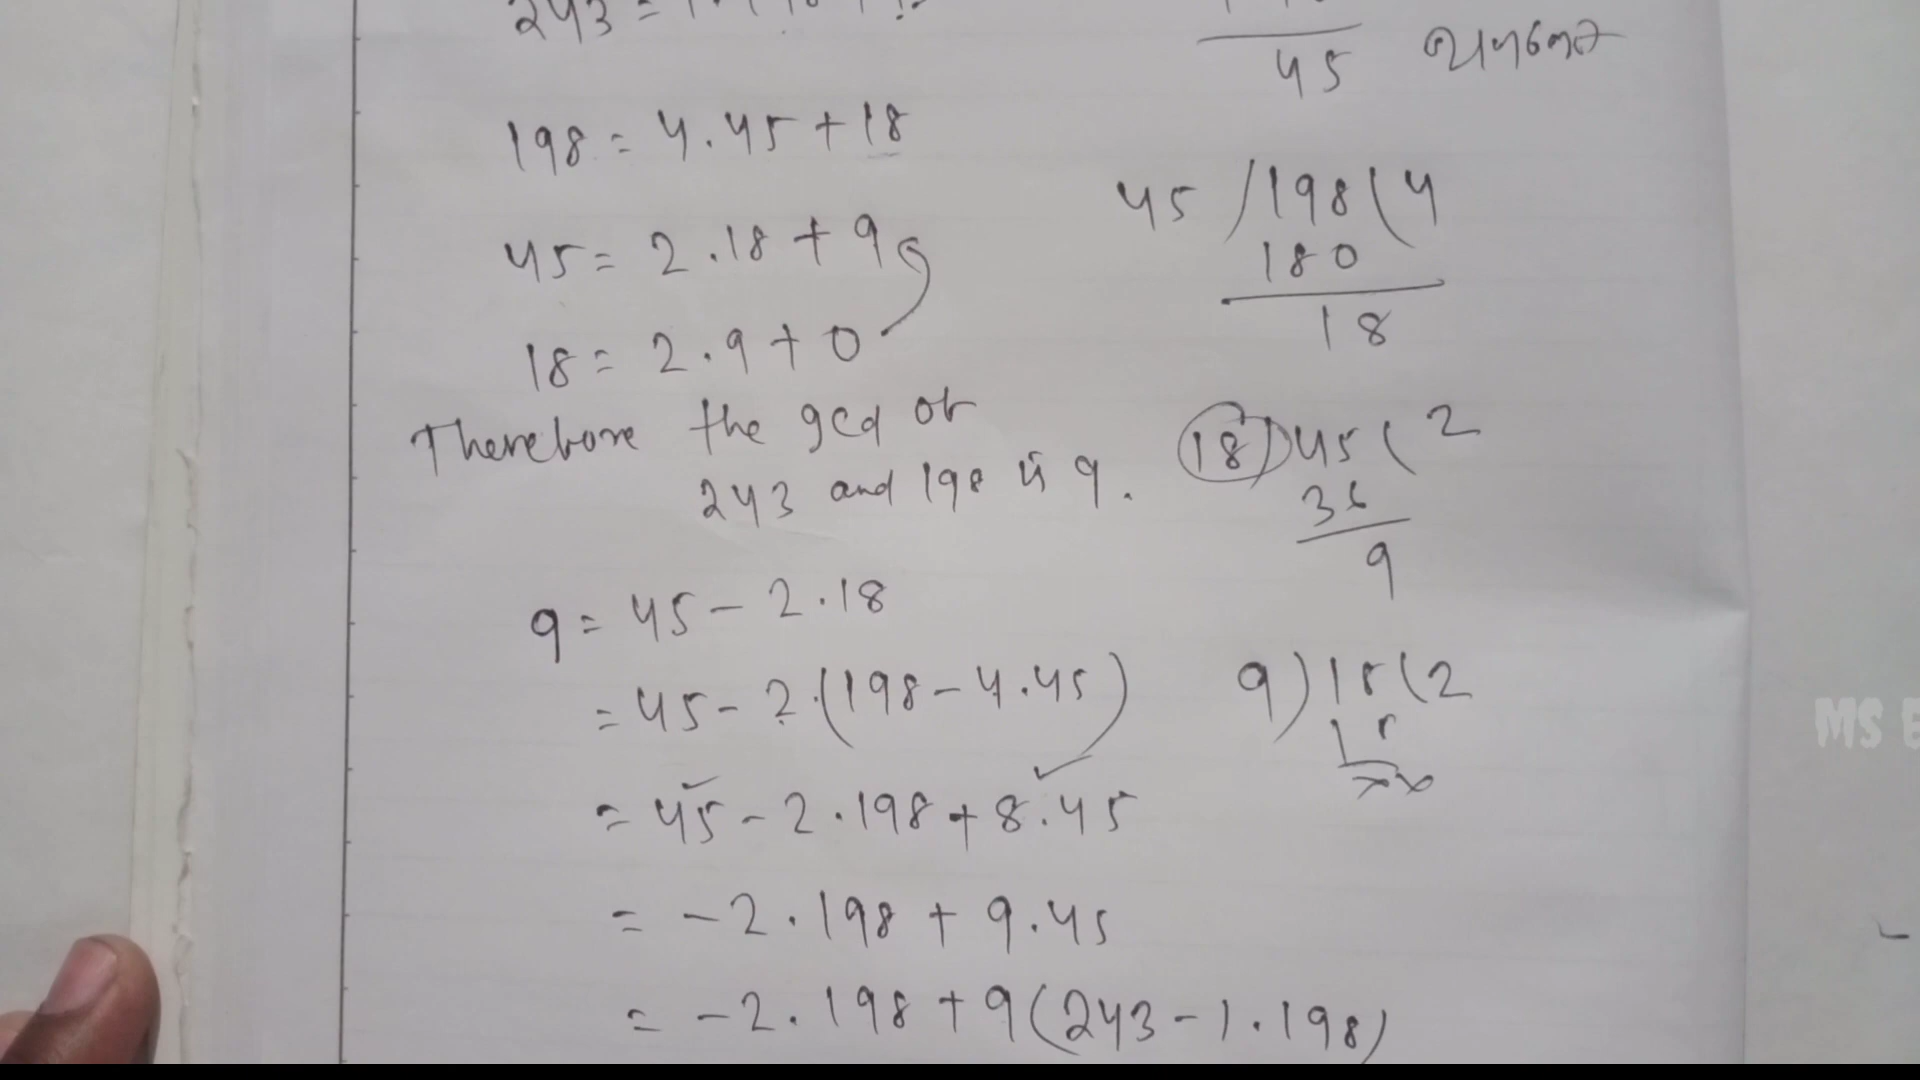 243 =
198 = 4.45 + 18
45 = 2.18 + 9
18 = 2.9 + 0
Therefore the gcd of
243 and 198 is 9.
9 = 45 - 2.18
= 45 - 2.(198 - 4.45)
= 45 - 2.198 + 8.45
= -2.198 + 9.45
= -2.198 + 9(243 - 1.198)
45
45 /198( 4
180
18
18)45( 2
36
9
9)18(2
18
MS E